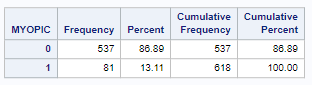 Cumulative Cumulative
MYOPIC Frequency Percent Frequency Percent
0 537 86.89 537 86.89
1 81 13.11 618 100.00